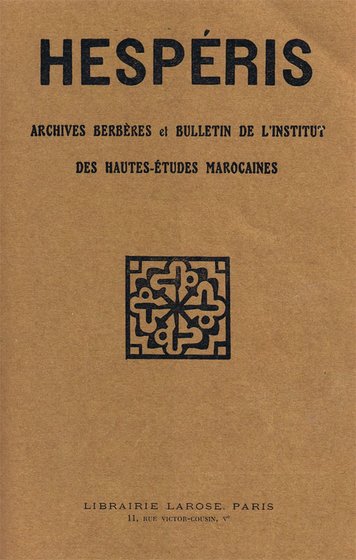 HESPÉRIS
ARCHIVES BERBÈRES et BULLETIN DE L'INSTITUT
DES HAUTES-ÉTUDES MAROCAINES
LIBRAIRIE LAROSE, PARIS
11, RUE VICTOR-COUSIN, Vᵉ